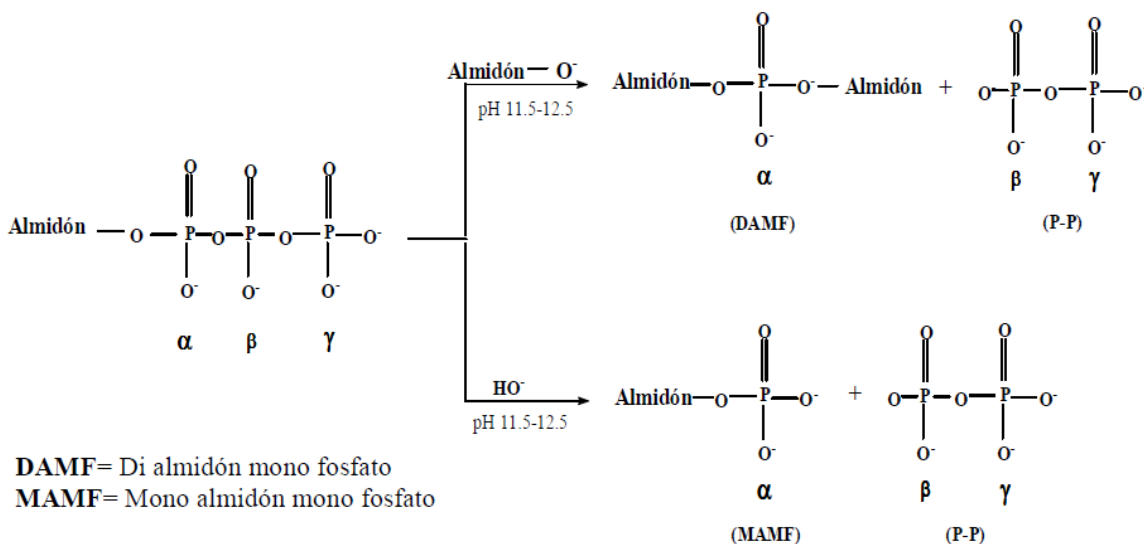 O O O
Almidón — O⁻
Almidón — O — P — O⁻ — Almidón + O⁻ — P — O — P — O⁻
pH 11.5-12.5
O⁻ O⁻ O⁻
α β γ
(DAMF) (P-P)
O O O
Almidón — O — P — O — P — O — P — O⁻
O⁻ O⁻ O⁻
α β γ
O O O
HO⁻
Almidón — O — P — O⁻ + O — P — O — P — O⁻
pH 11.5-12.5
O⁻ O⁻ O⁻
α β γ
(MAMF) (P-P)
DAMF= Di almidón mono fosfato
MAMF= Mono almidón mono fosfato